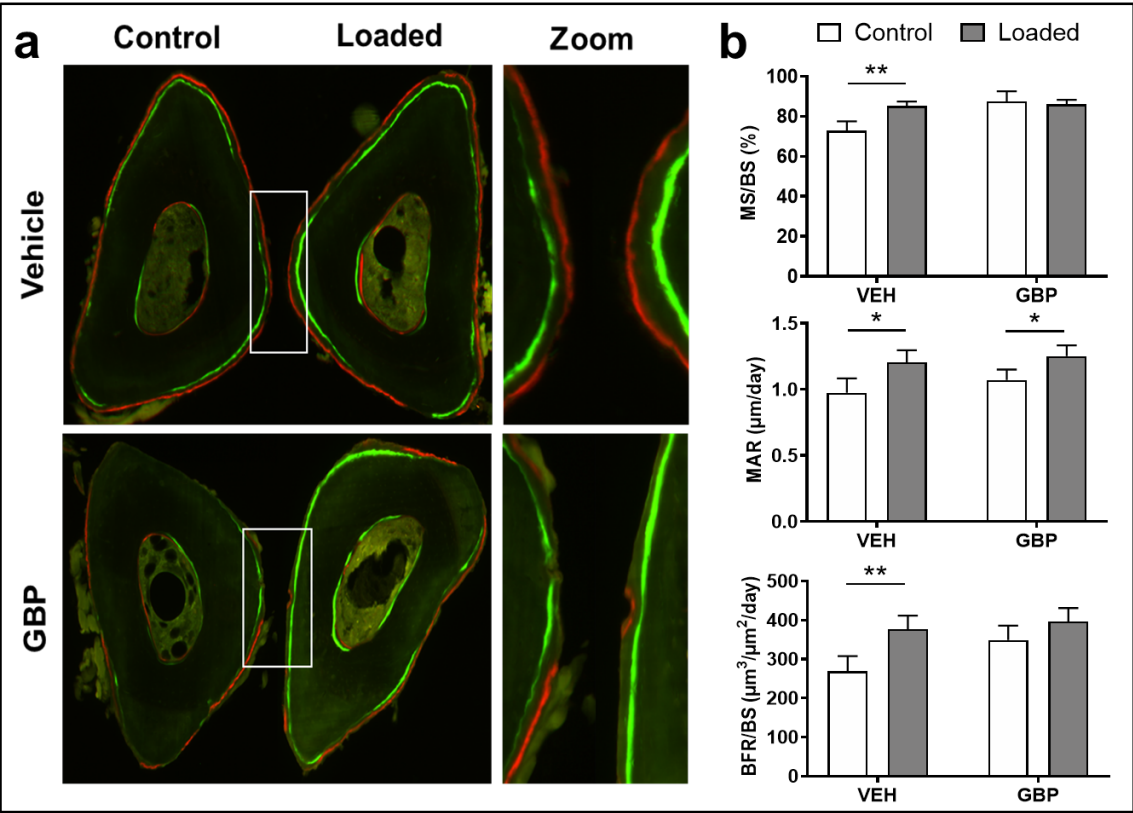 a
Control
Loaded
Zoom
Vehicle
GBP
b
Control
Loaded
100
80
60
40
20
0
MS/BS (%)
**
VEH
GBP
1.5
1.0
0.5
0.0
MAR (µm/day)
*
*
VEH
GBP
500
400
300
200
100
0
BFR/BS (µm³/µm²/day)
**
VEH
GBP